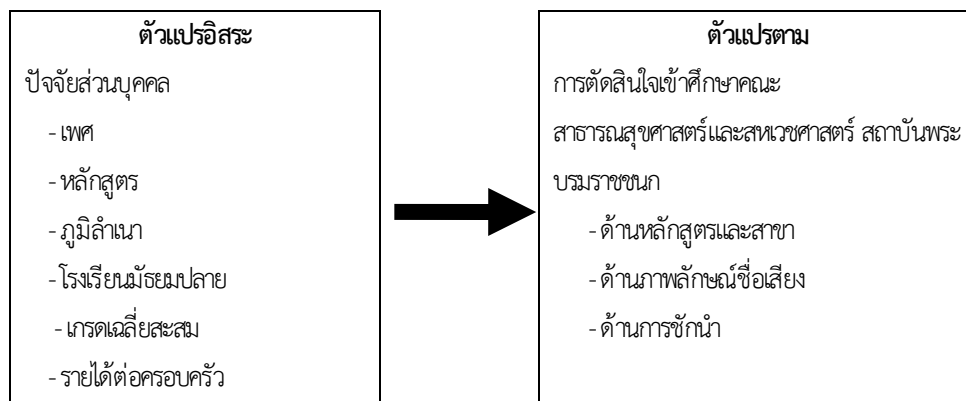 ตัวแปรอิสระ
ปัจจัยส่วนบุคคล
- เพศ
- หลักสูตร
- ภูมิลำเนา
- โรงเรียนมัธยมปลาย
- เกรดเฉลี่ยสะสม
- รายได้ต่อครอบครัว
ตัวแปรตาม
การตัดสินใจเข้าศึกษาคณะ
สาธารณสุขศาสตร์และสหเวชศาสตร์ สถาบันพระ
บรมราชชนก
- ด้านหลักสูตรและสาขา
- ด้านภาพลักษณ์ชื่อเสียง
- ด้านการชักนำ